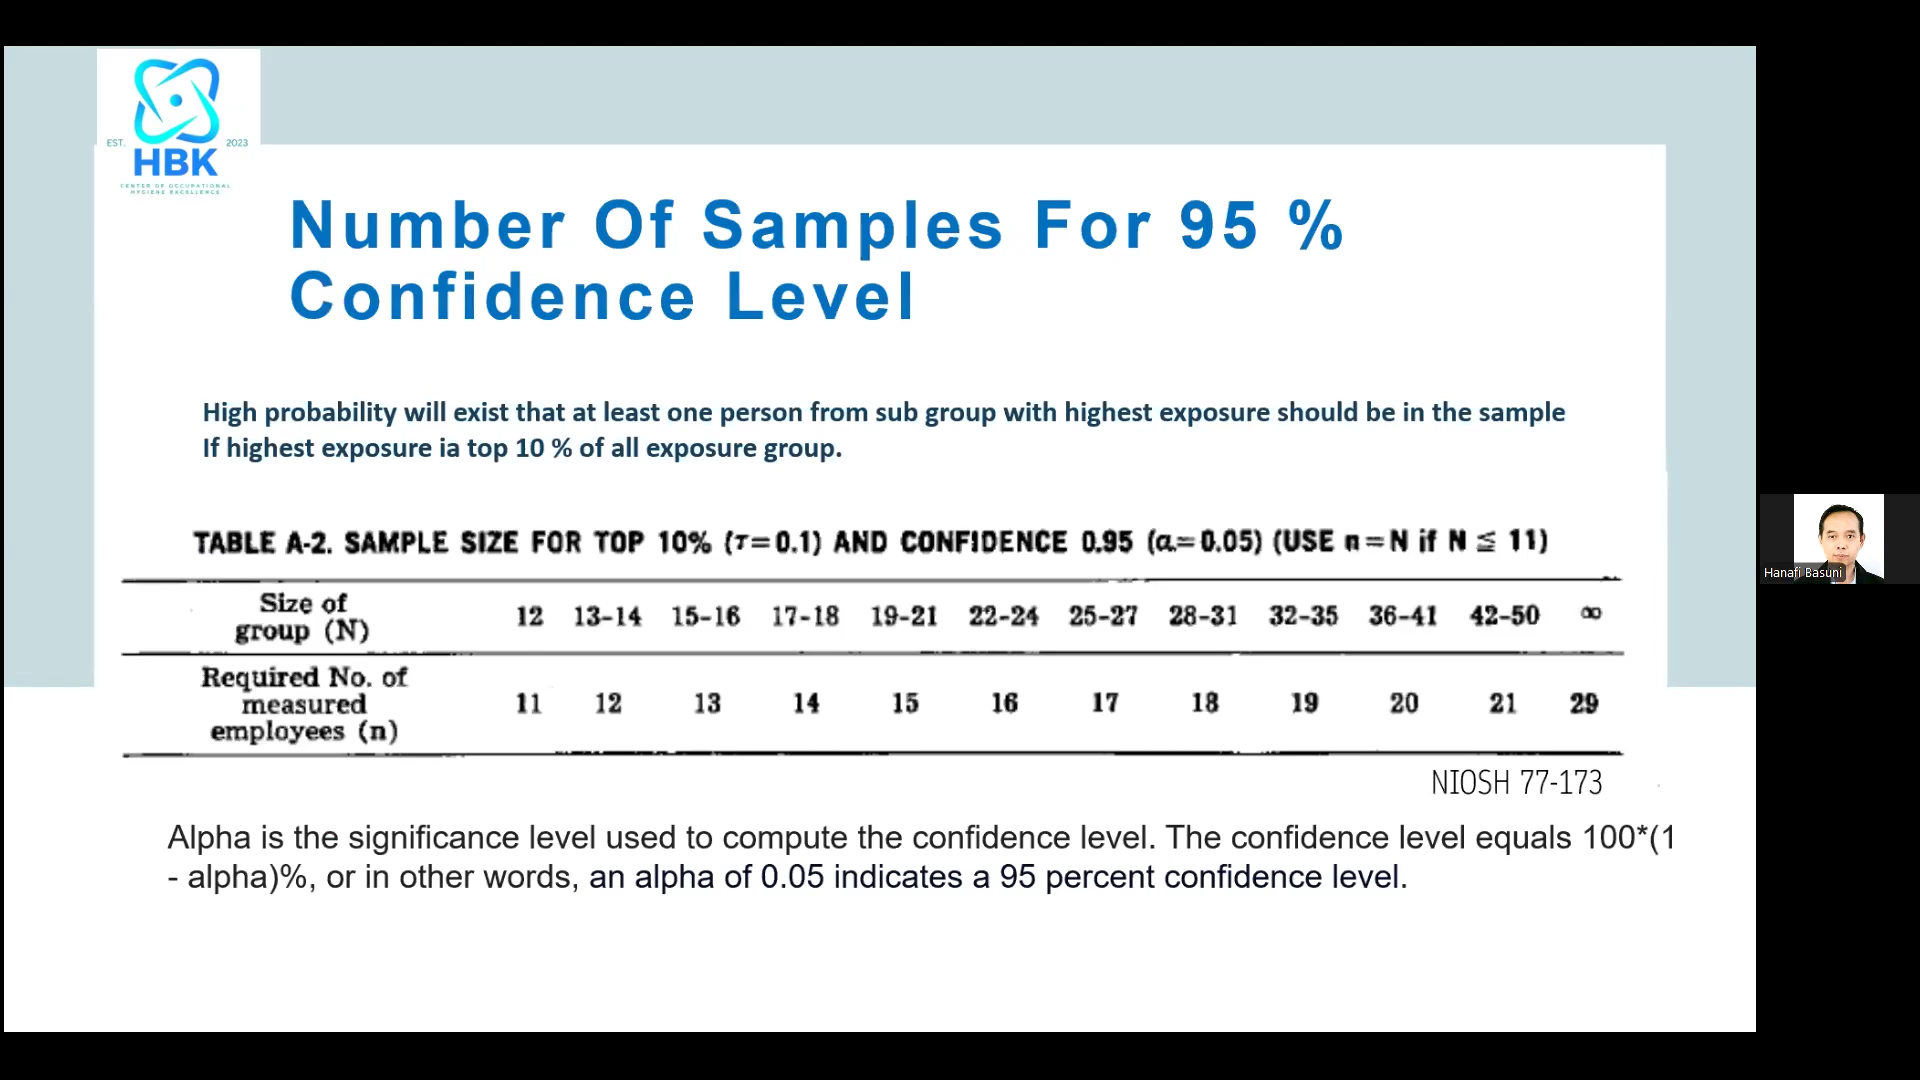 EST. 2023
HBK
CENTER OF OCCUPATIONAL
HYGIENE EXCELLENCE
Number Of Samples For 95 %
Confidence Level
High probability will exist that at least one person from sub group with highest exposure should be in the sample
If highest exposure ia top 10 % of all exposure group.
TABLE A-2. SAMPLE SIZE FOR TOP 10% (τ=0.1) AND CONFIDENCE 0.95 (α=0.05) (USE n=N if N ≤ 11)
Size of
group (N) 12 13-14 15-16 17-18 19-21 22-24 25-27 28-31 32-35 36-41 42-50 ∞
Required No. of
measured 11 12 13 14 15 16 17 18 19 20 21 29
employees (n)
NIOSH 77-173
Alpha is the significance level used to compute the confidence level. The confidence level equals 100*(1
- alpha)%, or in other words, an alpha of 0.05 indicates a 95 percent confidence level.
Hanafi Basuni